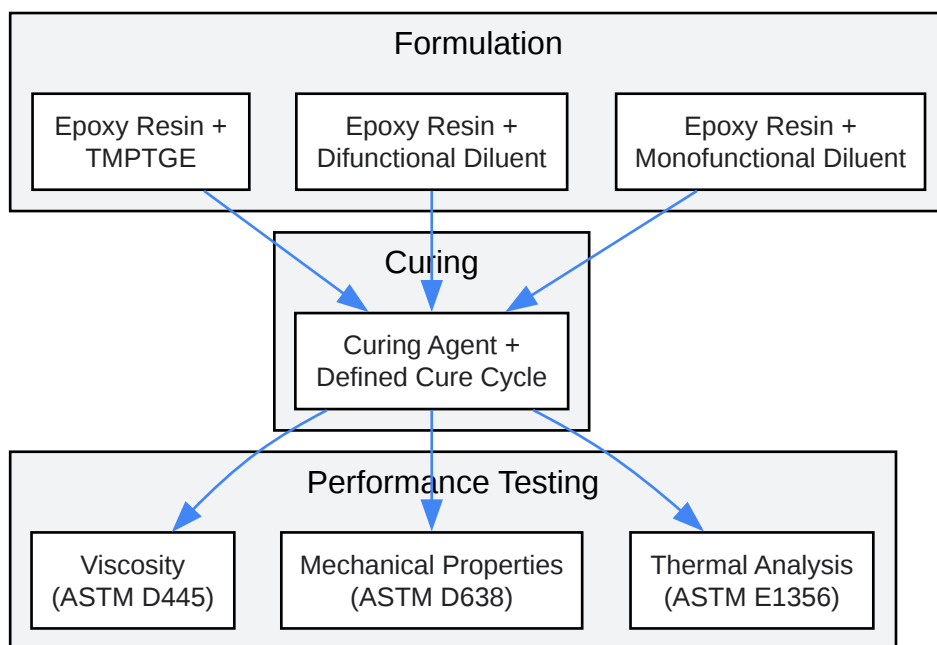 Formulation
Epoxy Resin +
TMPTGE
Epoxy Resin +
Difunctional Diluent
Epoxy Resin +
Monofunctional Diluent
Curing
Curing Agent +
Defined Cure Cycle
Performance Testing
Viscosity
(ASTM D445)
Mechanical Properties
(ASTM D638)
Thermal Analysis
(ASTM E1356)